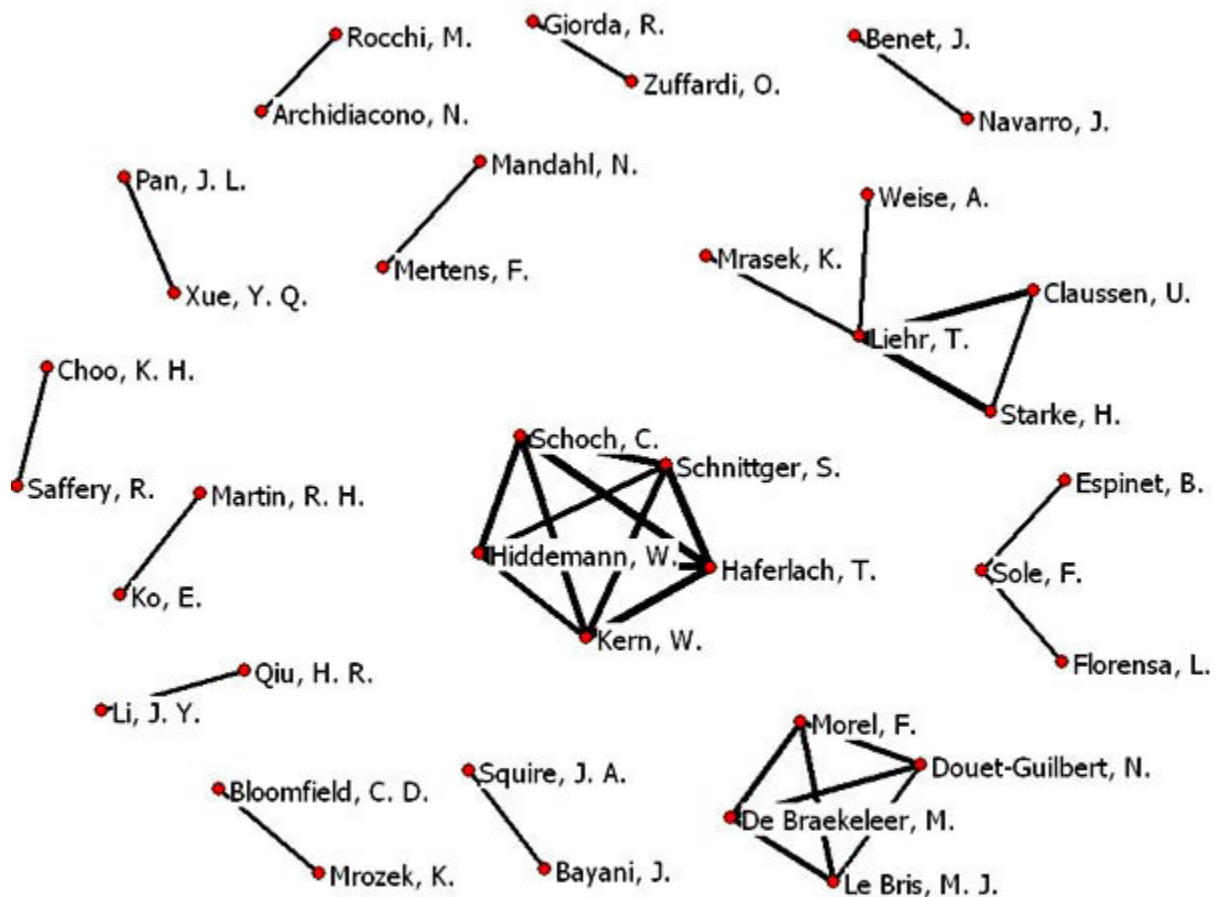 Giorda, R.
Rocchi, M.
Benet, J.
Zuffardi, O.
Archidiacono, N.
Navarro, J.
Mandahl, N.
Pan, J. L.
Weise, A.
Mrasek, K.
Mertens, F.
Xue, Y. Q.
Claussen, U.
Liehr, T.
Choo, K. H.
Starke, H.
Schoch, C.
Schnittger, S.
Espinet, B.
Saffery, R.
Martin, R. H.
Hiddemann, W.
Haferlach, T.
Sole, F.
Ko, E.
Kern, W.
Florensa, L.
Qiu, H. R.
Li, J. Y.
Morel, F.
Douet-Guilbert, N.
Squire, J. A.
Bloomfield, C. D.
De Braekeleer, M.
Bayani, J.
Mrozek, K.
Le Bris, M. J.